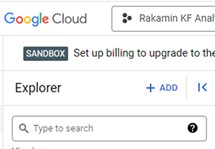 Google Cloud
Rakamin KF Anal
SANDBOX Set up billing to upgrade to the
Explorer + ADD
Type to search